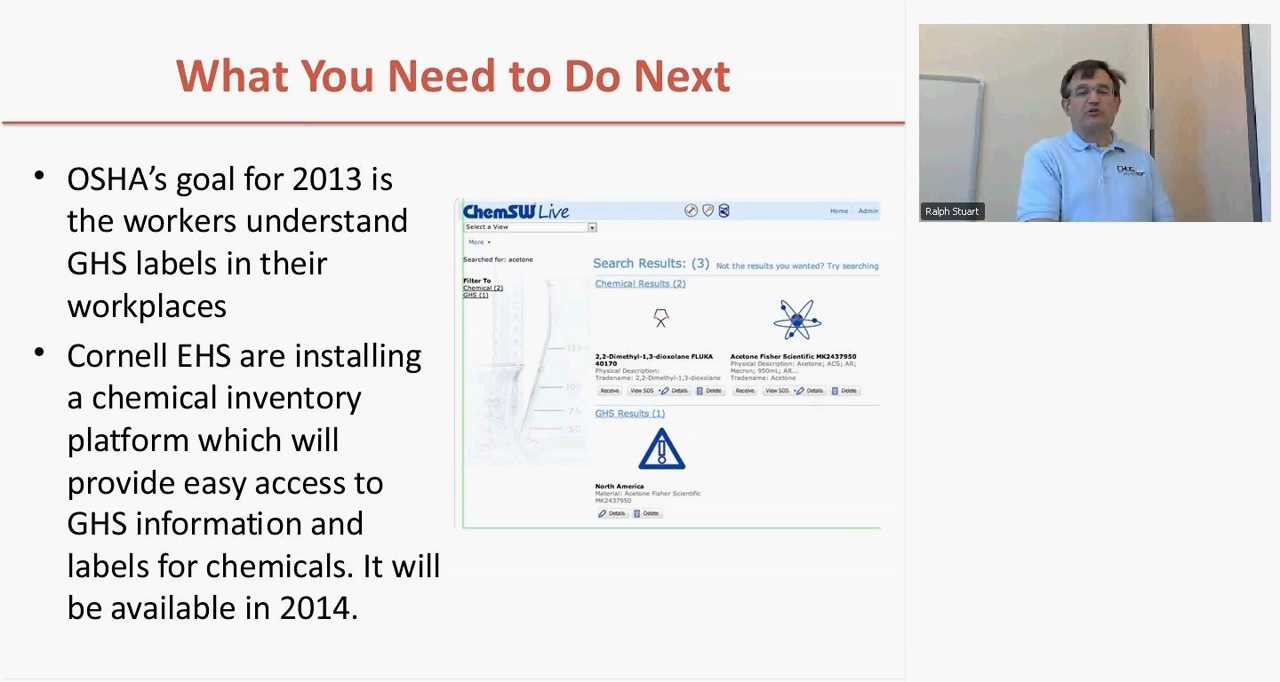 What You Need to Do Next
• OSHA’s goal for 2013 is
the workers understand
GHS labels in their
workplaces
• Cornell EHS are installing
a chemical inventory
platform which will
provide easy access to
GHS information and
labels for chemicals. It will
be available in 2014.
ChemSW Live
Home Admin
Select a View
More
Searched for: acetone
Filter To
Chemical (2)
GHS (1)
Search Results: (3) Not the results you wanted? Try searching
Chemical Results (2)
2,2-Dimethyl-1,3-dioxolane FLUKA
40170
Physical Description:
Tradename: 2,2-Dimethyl-1,3-dioxolane
Receive View SDS Details Delete
Acetone Fisher Scientific MK2437950
Physical Description: Acetone; ACS; AR;
Macron; 950mL; AR...
Tradename: Acetone
Receive View SDS Details Delete
GHS Results (1)
North America
Material: Acetone Fisher Scientific
MK2437950
Details Delete
125
100
75
50
Ralph Stuart